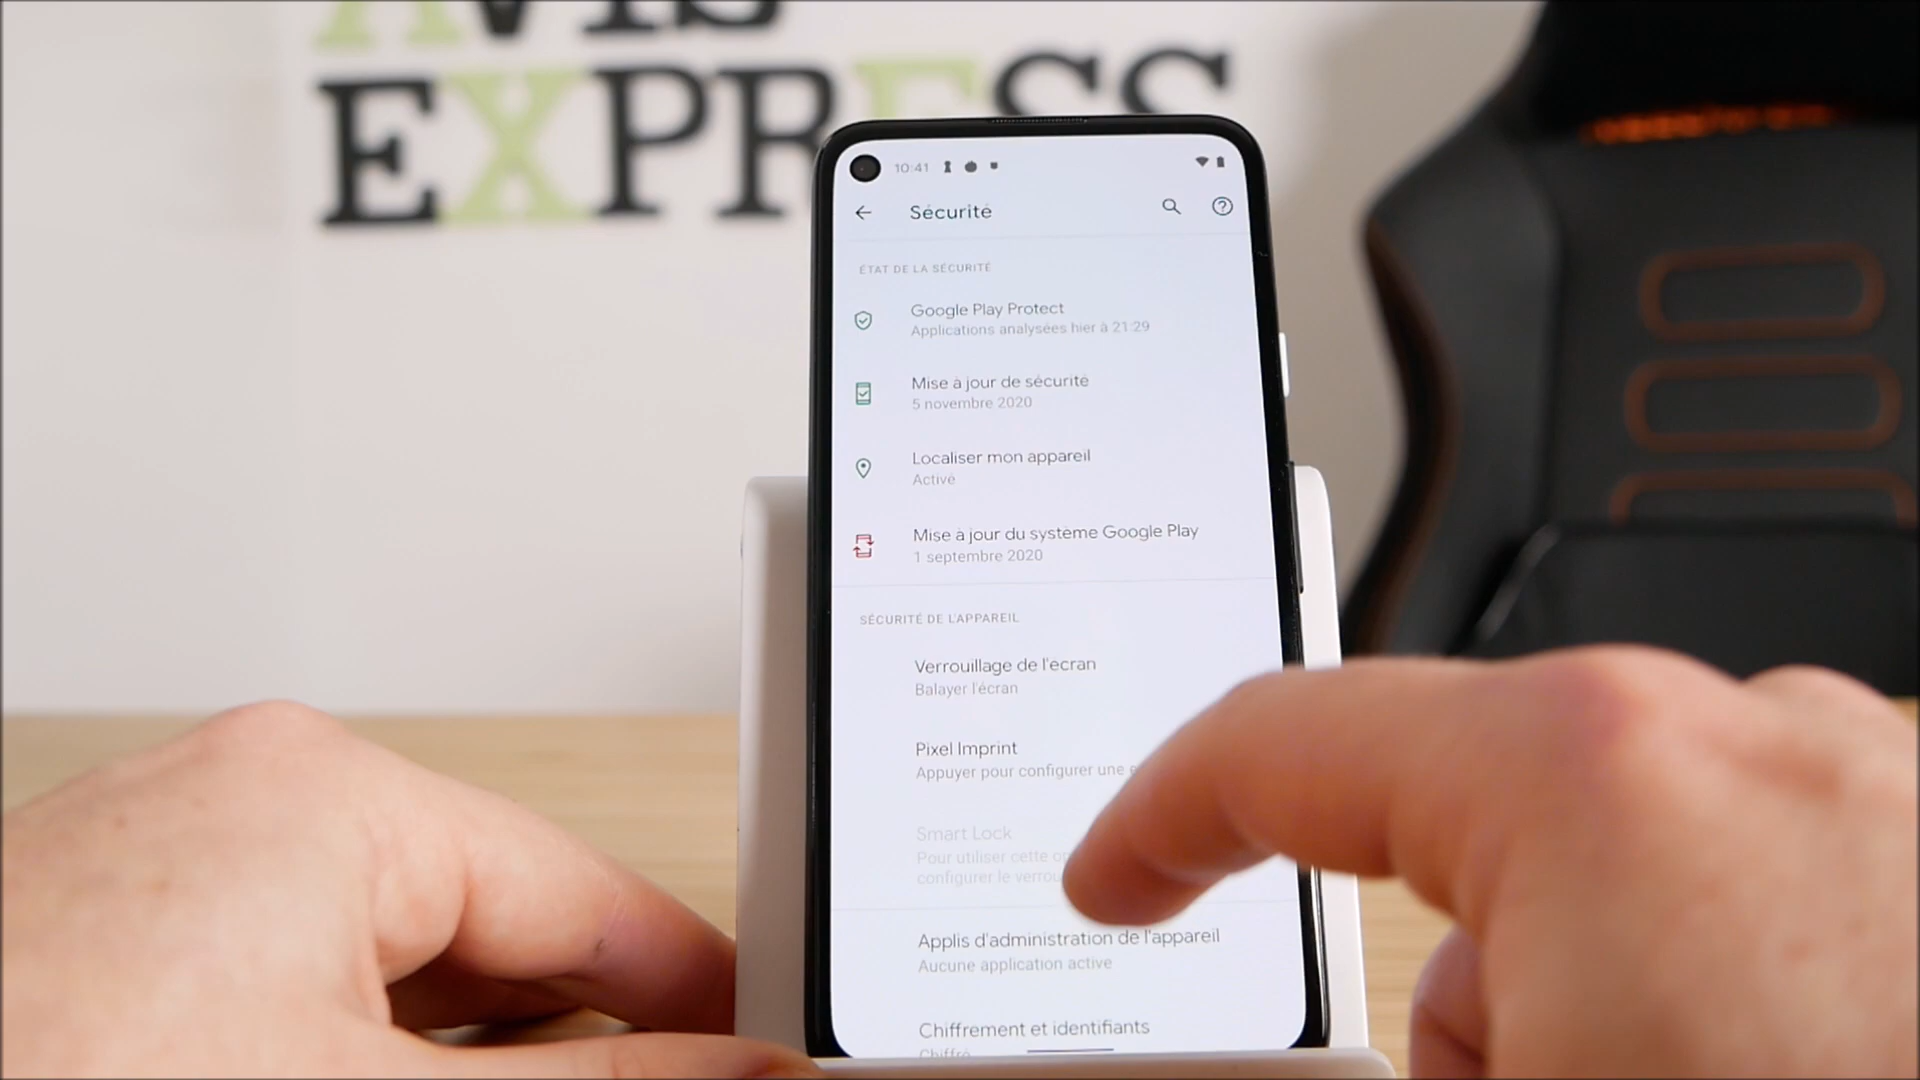 AVIS
EXPRESS
10:41
Sécurité
ÉTAT DE LA SÉCURITÉ
Google Play Protect
Applications analysées hier à 21:29
Mise à jour de sécurité
5 novembre 2020
Localiser mon appareil
Activé
Mise à jour du système Google Play
1 septembre 2020
SÉCURITÉ DE L'APPAREIL
Verrouillage de l'écran
Balayer l'écran
Pixel Imprint
Appuyer pour configurer une
Smart Lock
Pour utiliser cette
configurer le
Applis d'administration de l'appareil
Aucune application active
Chiffrement et identifiants
Chiffré